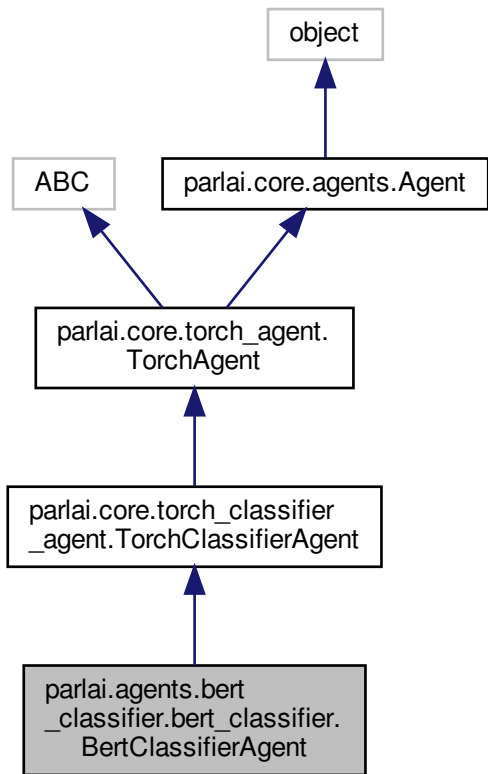 object
ABC
parlai.core.agents.Agent
parlai.core.torch_agent.
TorchAgent
parlai.core.torch_classifier
_agent.TorchClassifierAgent
parlai.agents.bert
_classifier.bert_classifier.
BertClassifierAgent